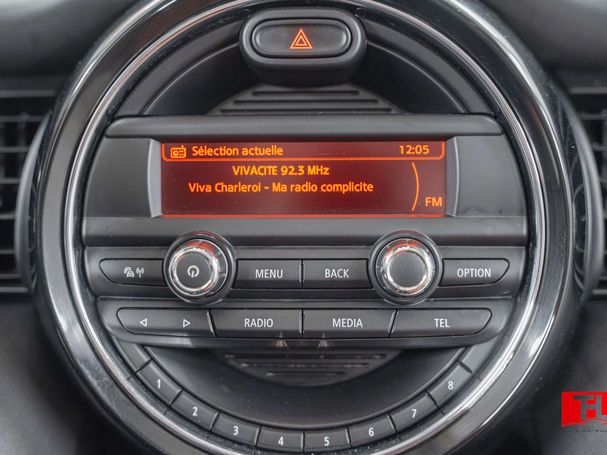 Sélection actuelle 12:05
VIVACITE 92.3 MHz
Viva Charleroi - Ma radio complicite
FM
MENU BACK OPTION
RADIO MEDIA TEL
1 2 3 4 5 6 7 8
T-L